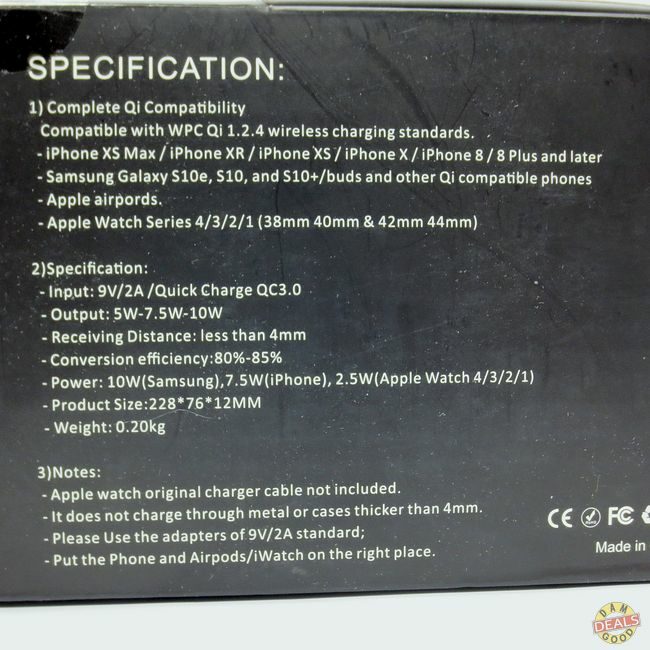 SPECIFICATION:
1) Complete Qi Compatibility
Compatible with WPC Qi 1.2.4 wireless charging standards.
- iPhone XS Max / iPhone XR / iPhone XS / iPhone X / iPhone 8 / 8 Plus and later
- Samsung Galaxy S10e, S10, and S10+/buds and other Qi compatible phones
- Apple airpords.
- Apple Watch Series 4/3/2/1 (38mm 40mm & 42mm 44mm)
2)Specification:
- Input: 9V/2A /Quick Charge QC3.0
- Output: 5W-7.5W-10W
- Receiving Distance: less than 4mm
- Conversion efficiency:80%-85%
- Power: 10W(Samsung),7.5W(iPhone), 2.5W(Apple Watch 4/3/2/1)
- Product Size:228*76*12MM
- Weight: 0.20kg
3)Notes:
- Apple watch original charger cable not included.
- It does not charge through metal or cases thicker than 4mm.
- Please Use the adapters of 9V/2A standard;
- Put the Phone and Airpods/iWatch on the right place.
CE FC
Made in
DAM
DEALS
GOOD